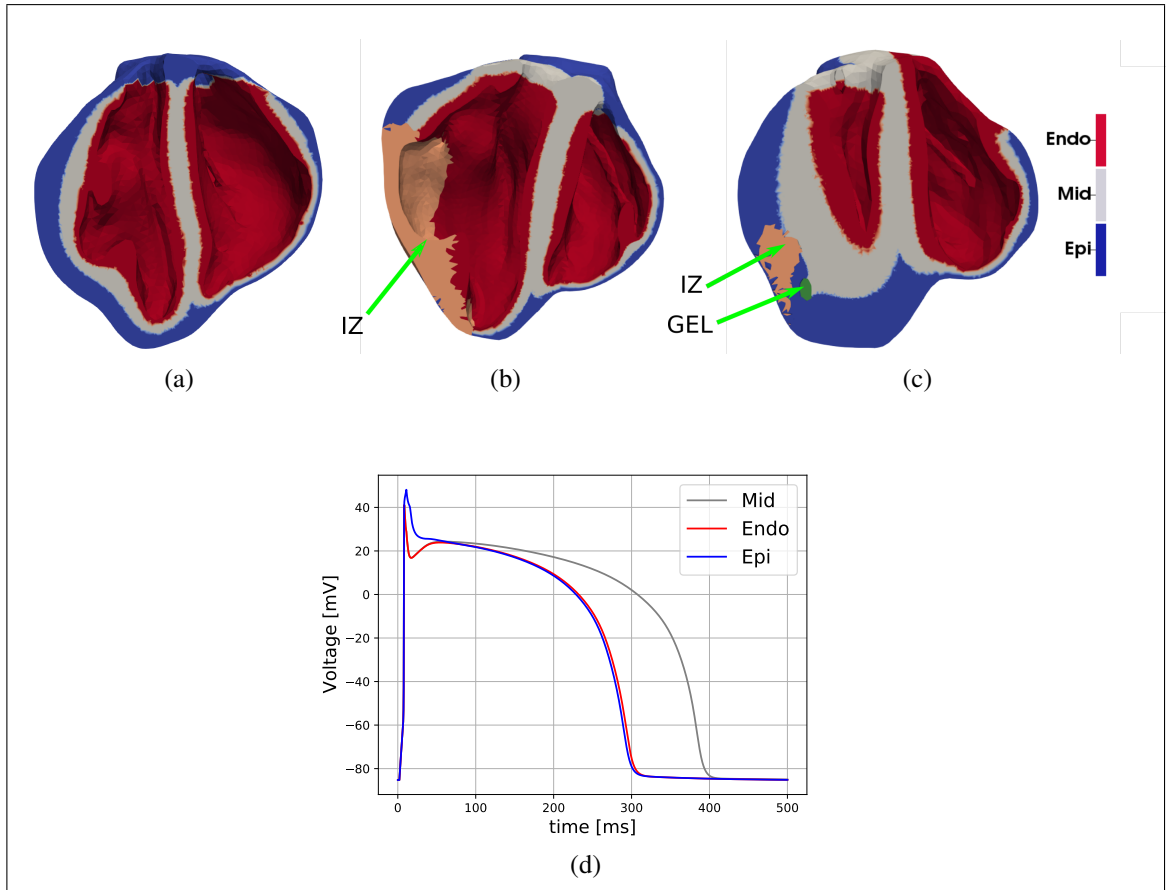 Endo
Mid
Epi
IZ
IZ
GEL
(a)
(b)
(c)
Mid
Endo
Epi
Voltage [mV]
40
20
0
−20
−40
−60
−80
0 100 200 300 400 500
time [ms]
(d)